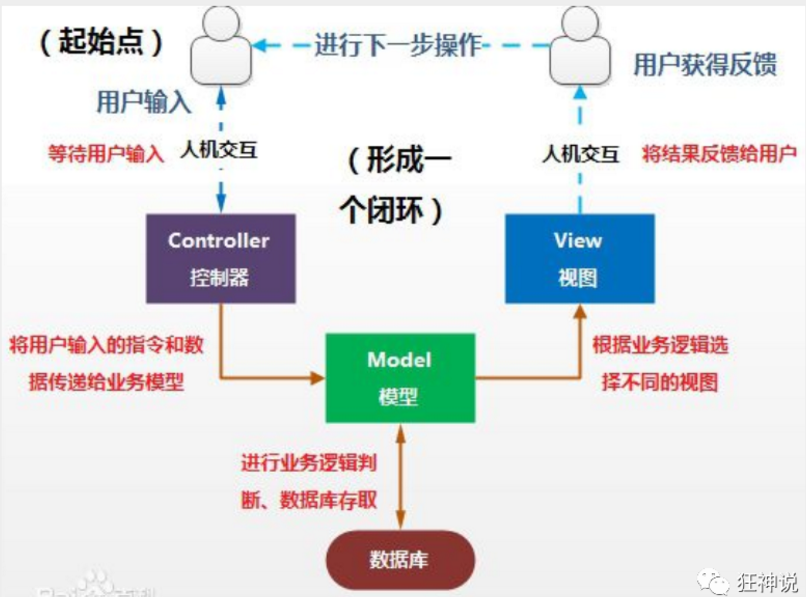 （起始点）
进行下一步操作
用户获得反馈
用户输入
等待用户输入
人机交互
（形成一
个闭环）
人机交互
将结果反馈给用户
Controller
控制器
View
视图
将用户输入的指令和数
据传递给业务模型
Model
模型
根据业务逻辑选
择不同的视图
进行业务逻辑判
断、数据库存取
数据库
狂神说